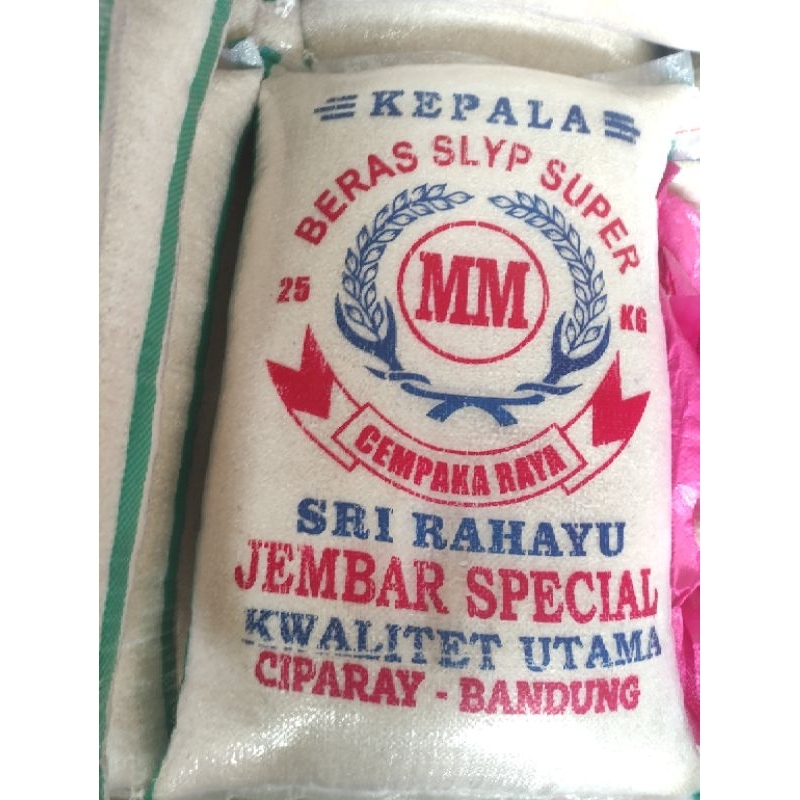 KEPALA
BERAS SLYP SUPER
25 KG
MM
CEMPAKA RAYA
SRI RAHAYU
JEMBAR SPECIAL
KWALITET UTAMA
CIPARAY - BANDUNG